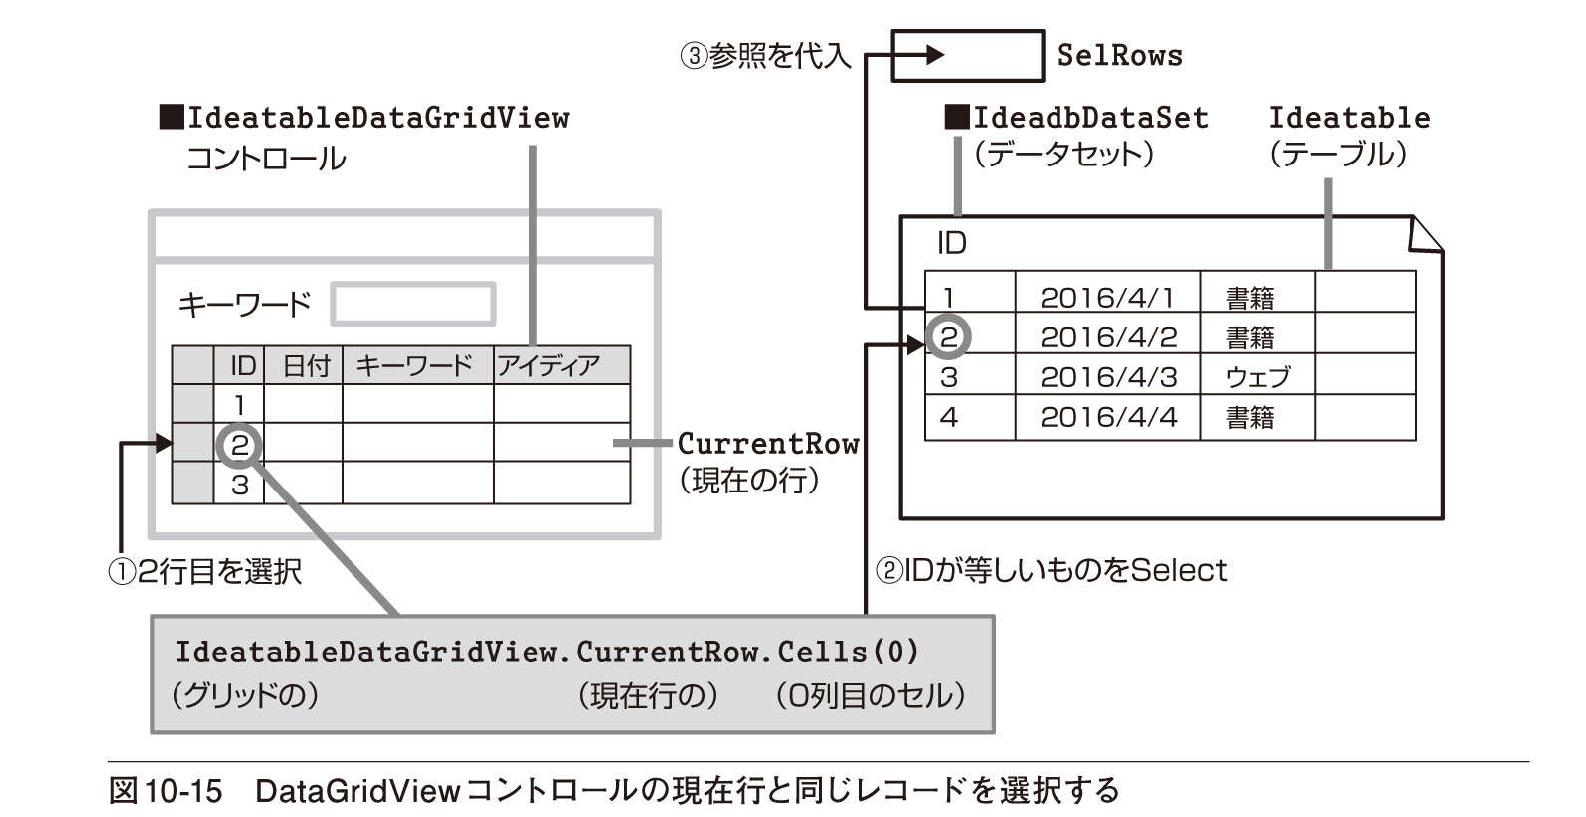 ③参照を代入 SelRows
■IdeatableDataGridView
コントロール
■IdeadbDataSet Ideatable
(データセット) (テーブル)
キーワード
ID 日付 キーワード アイディア
1
2
3
CurrentRow
(現在の行)
①2行目を選択
ID
1 2016/4/1 書籍
2 2016/4/2 書籍
3 2016/4/3 ウェブ
4 2016/4/4 書籍
②IDが等しいものをSelect
IdeatableDataGridView.CurrentRow.Cells(0)
(グリッドの) (現在行の) (0列目のセル)
図10-15 DataGridViewコントロールの現在行と同じレコードを選択する